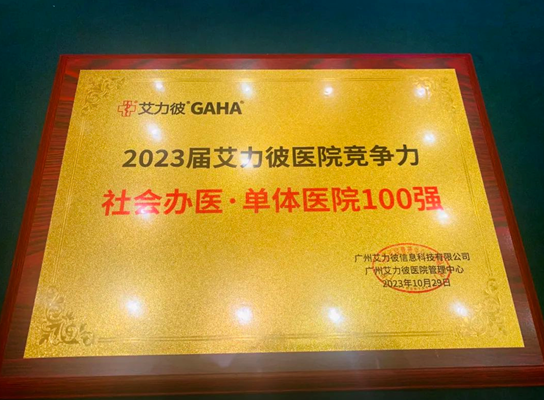 艾力彼®GAHA®
2023届艾力彼医院竞争力
社会办医·单体医院100强
广州艾力彼信息科技有限公司
广州艾力彼医院管理中心
2023年10月29日